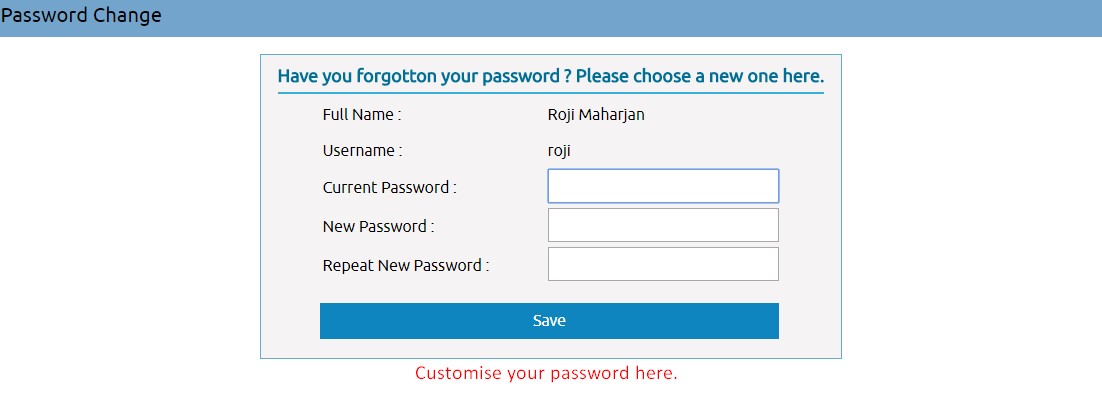 Password Change
Have you forgotton your password ? Please choose a new one here.
Full Name : Roji Maharjan
Username : roji
Current Password :
New Password :
Repeat New Password :
Save
Customise your password here.